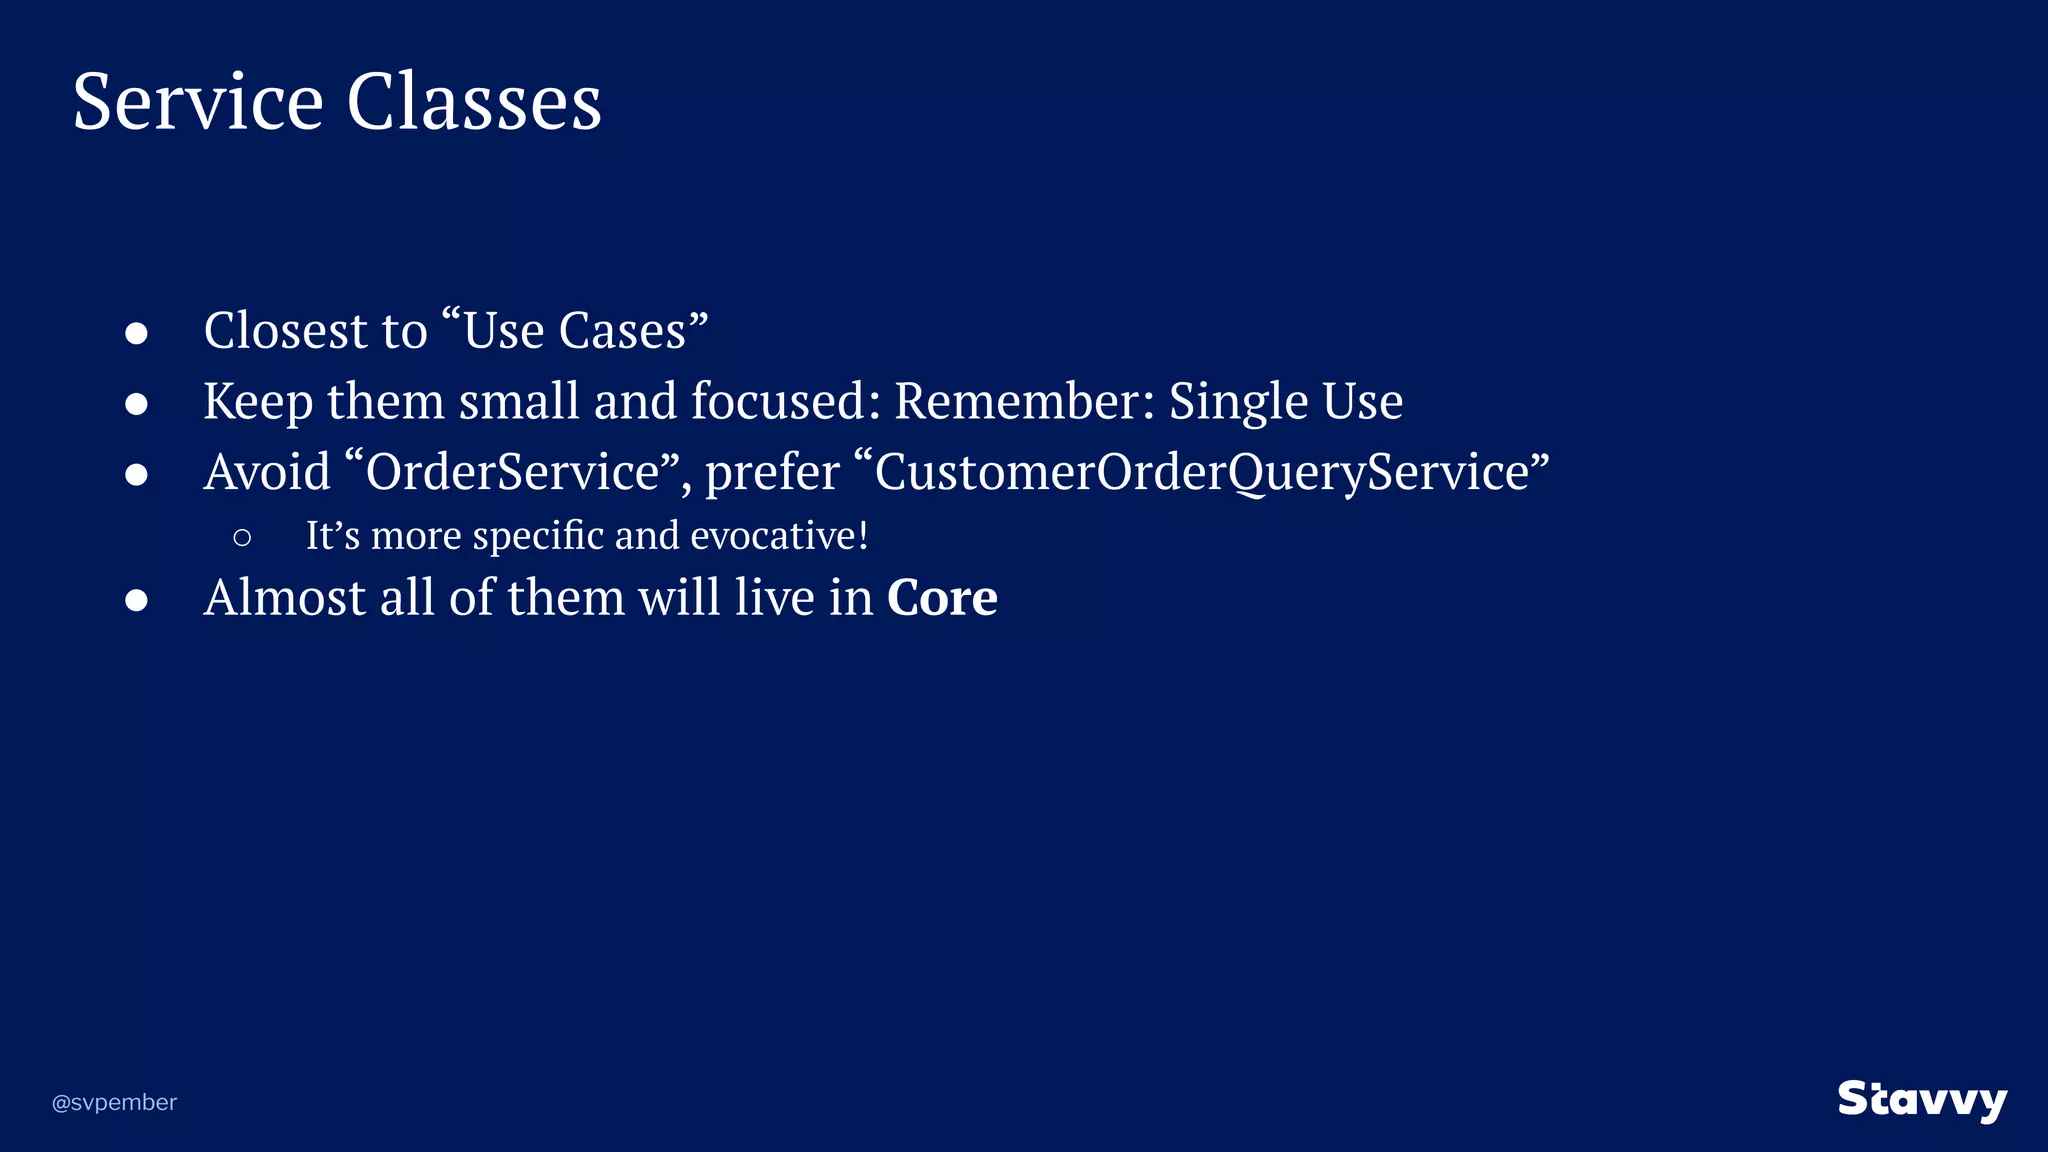 Service Classes
● Closest to “Use Cases”
● Keep them small and focused: Remember: Single Use
● Avoid “OrderService”, prefer “CustomerOrderQueryService”
○ It’s more specific and evocative!
● Almost all of them will live in Core
@svpember
Stavvy